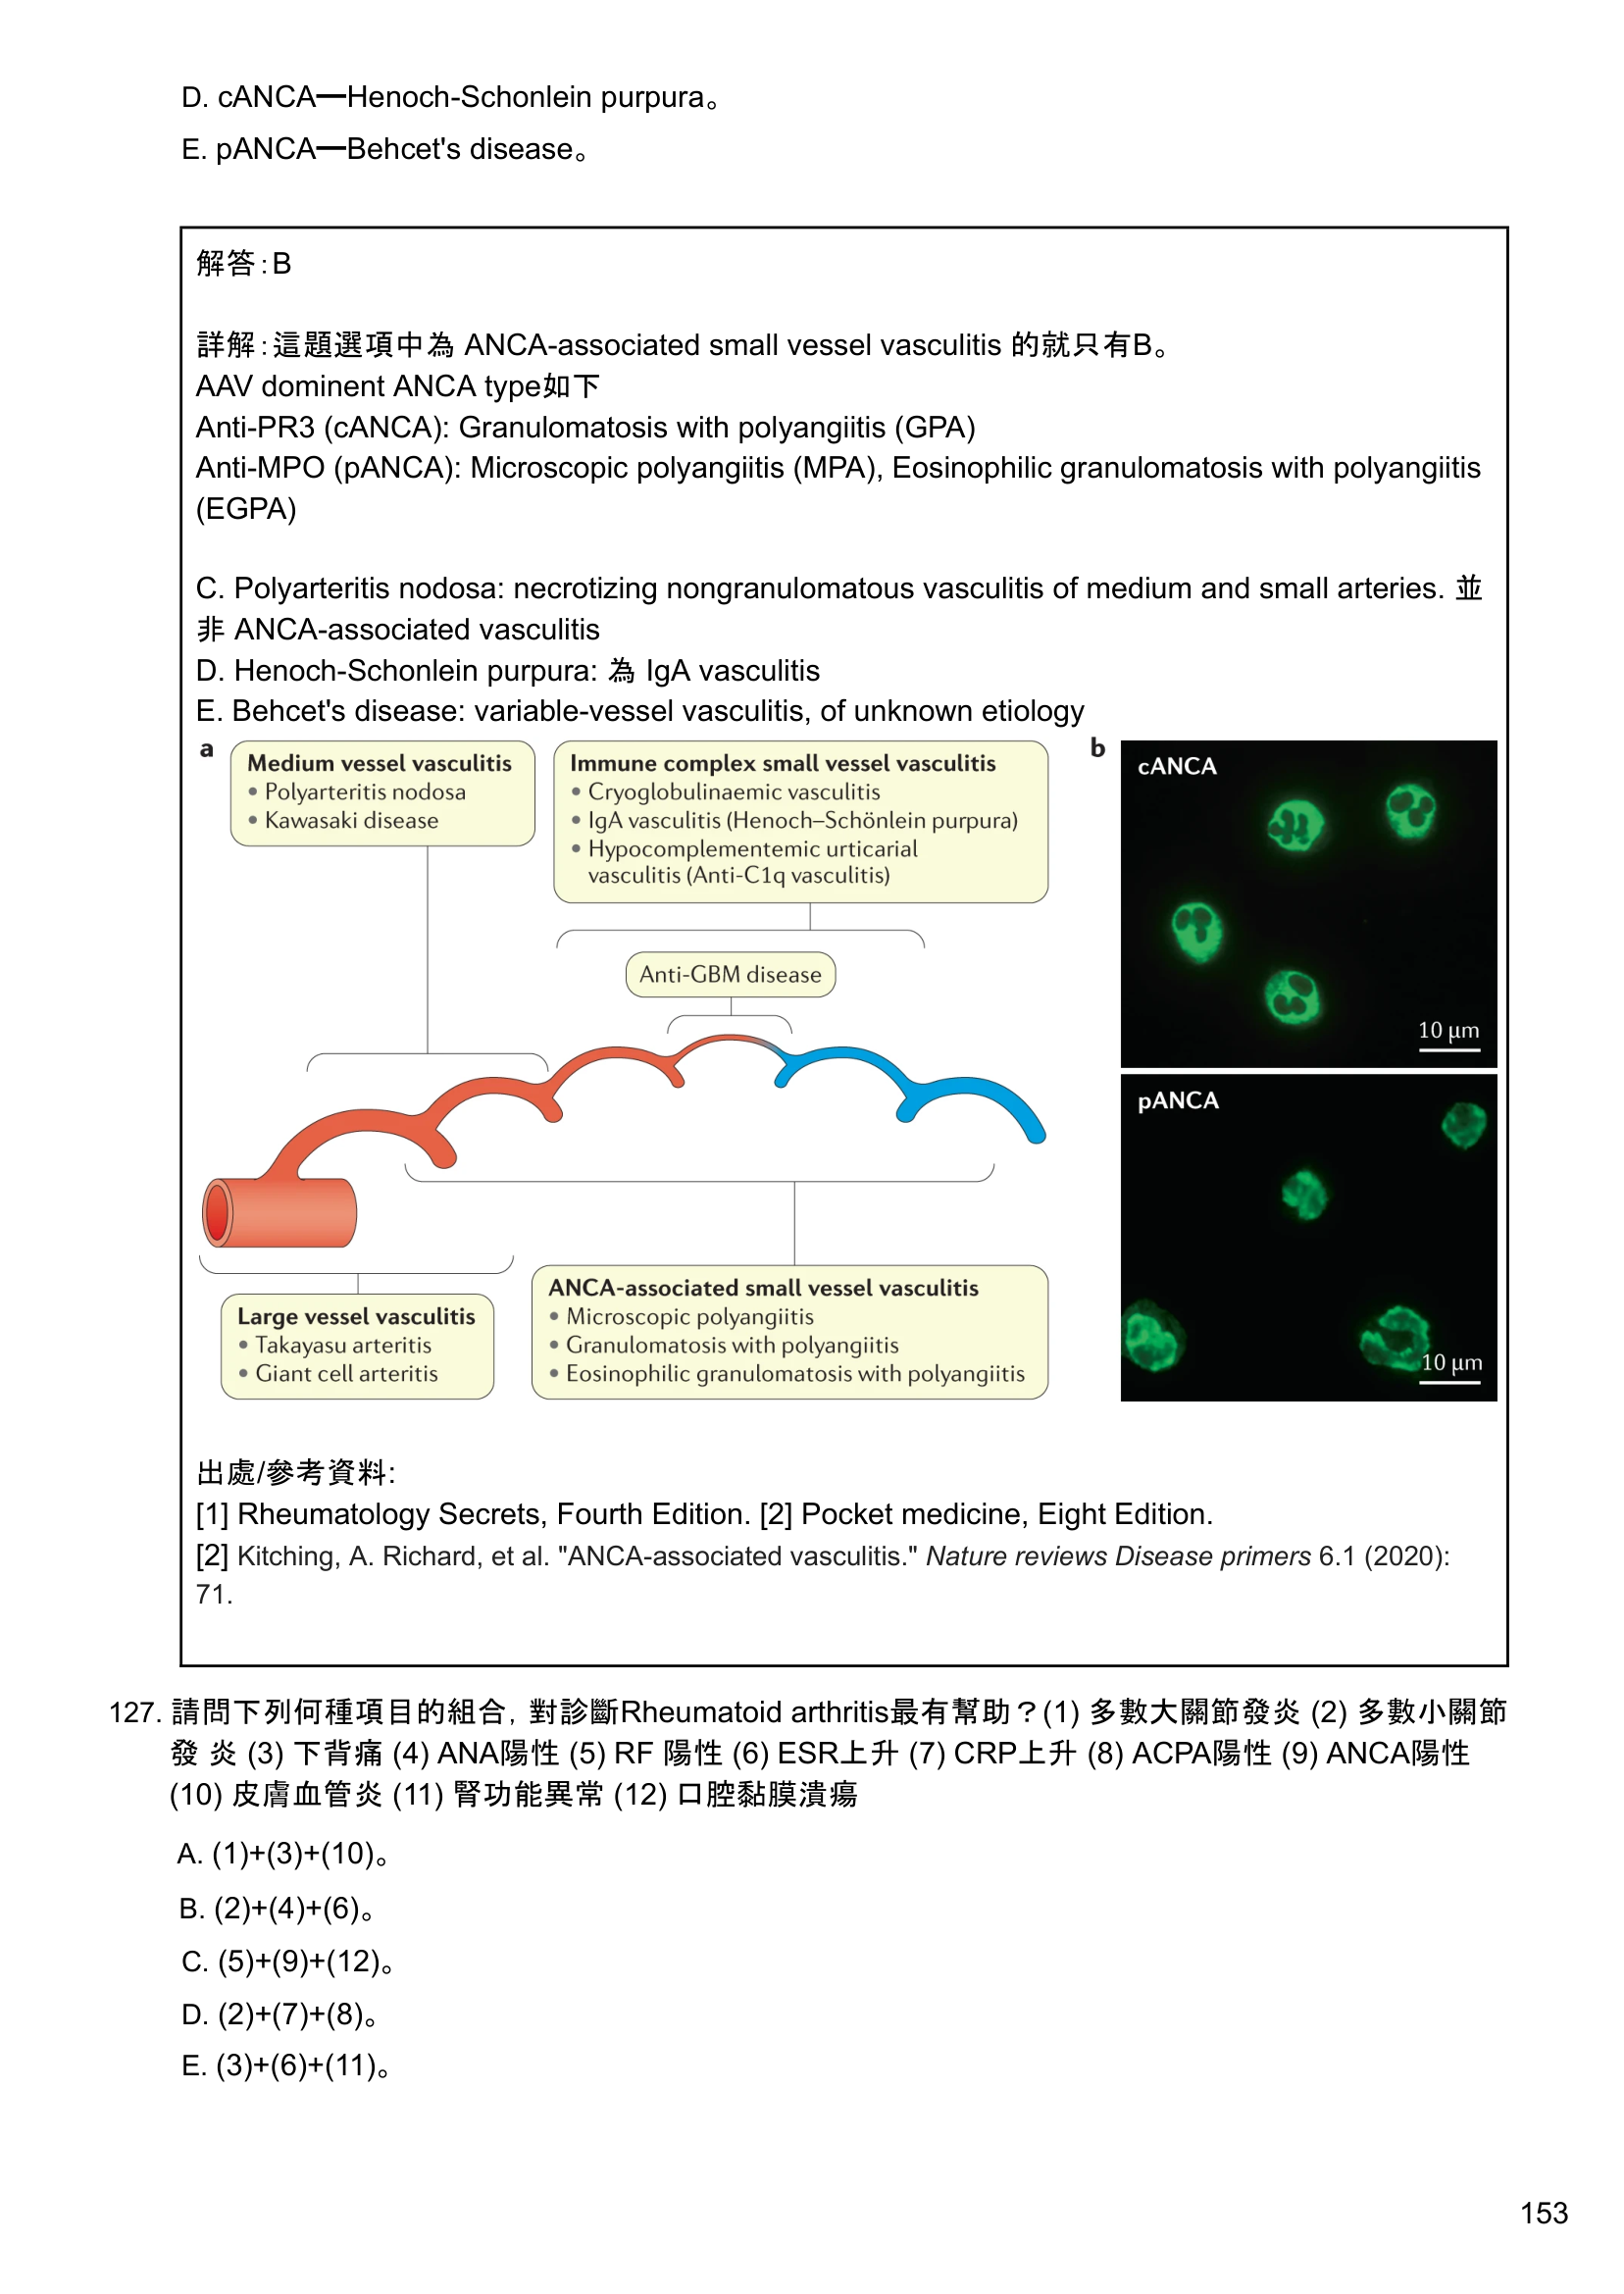 D. cANCA—Henoch-Schonlein purpura。
E. pANCA—Behcet's disease。
解答：B
詳解：這題選項中為 ANCA-associated small vessel vasculitis 的就只有B。
AAV dominent ANCA type如下
Anti-PR3 (cANCA): Granulomatosis with polyangiitis (GPA)
Anti-MPO (pANCA): Microscopic polyangiitis (MPA), Eosinophilic granulomatosis with polyangiitis
(EGPA)
C. Polyarteritis nodosa: necrotizing nongranulomatous vasculitis of medium and small arteries. 並
非 ANCA-associated vasculitis
D. Henoch-Schonlein purpura: 為 IgA vasculitis
E. Behcet's disease: variable-vessel vasculitis, of unknown etiology
a
Medium vessel vasculitis
• Polyarteritis nodosa
• Kawasaki disease
Immune complex small vessel vasculitis
• Cryoglobulinaemic vasculitis
• IgA vasculitis (Henoch–Schönlein purpura)
• Hypocomplementemic urticarial
vasculitis (Anti-C1q vasculitis)
Anti-GBM disease
Large vessel vasculitis
• Takayasu arteritis
• Giant cell arteritis
ANCA-associated small vessel vasculitis
• Microscopic polyangiitis
• Granulomatosis with polyangiitis
• Eosinophilic granulomatosis with polyangiitis
b
cANCA
10 μm
pANCA
10 μm
出處/參考資料:
[1] Rheumatology Secrets, Fourth Edition. [2] Pocket medicine, Eight Edition.
[2] Kitching, A. Richard, et al. "ANCA-associated vasculitis." Nature reviews Disease primers 6.1 (2020):
71.
127. 請問下列何種項目的組合，對診斷Rheumatoid arthritis最有幫助？(1) 多數大關節發炎 (2) 多數小關節
發 炎 (3) 下背痛 (4) ANA陽性 (5) RF 陽性 (6) ESR上升 (7) CRP上升 (8) ACPA陽性 (9) ANCA陽性
(10) 皮膚血管炎 (11) 腎功能異常 (12) 口腔黏膜潰瘍
A. (1)+(3)+(10)。
B. (2)+(4)+(6)。
C. (5)+(9)+(12)。
D. (2)+(7)+(8)。
E. (3)+(6)+(11)。
153